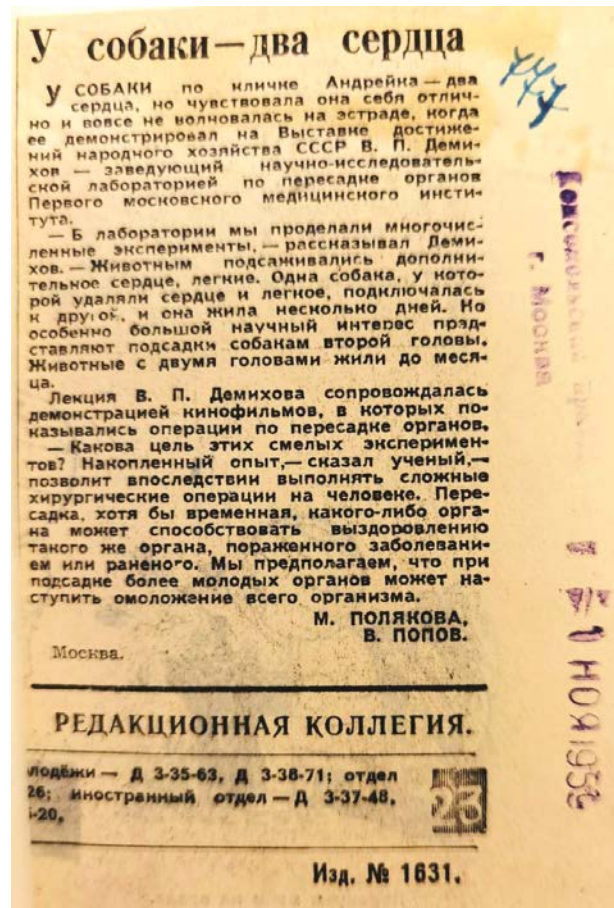 У собаки — два сердца
У СОБАКИ по кличке Андрейка — два
сердца, но чувствовала она себя отлич-
но и вовсе не волновалась на эстраде, когда
ее демонстрировал на Выставке достиже-
ний народного хозяйства СССР В. П. Деми-
хов — заведующий научно-исследователь-
ской лабораторией по пересадке органов
Первого московского медицинского инсти-
тута.
— В лаборатории мы проделали многочис-
ленные эксперименты, — рассказывал Деми-
хов. — Животным подсаживались дополни-
тельное сердце, легкие. Одна собака, у кото-
рой удаляли сердце и легкое, подключалась
к другой, и она жила несколько дней. Но
особенно большой научный интерес пред-
ставляют подсадки собакам второй головы.
Животные с двумя головами жили до меся-
ца.
Лекция В. П. Демихова сопровождалась
демонстрацией кинофильмов, в которых по-
казывались операции по пересадке органов.
— Какова цель этих смелых эксперимен-
тов? Накопленный опыт,— сказал ученый,—
позволит впоследствии выполнять сложные
хирургические операции на человеке. Пере-
садка, хотя бы временная, какого-либо орга-
на может способствовать выздоровлению
такого же органа, пораженного заболевани-
ем или раненого. Мы предполагаем, что при
подсадке более молодых органов может на-
ступить омоложение всего организма.
М. ПОЛЯКОВА,
В. ПОПОВ.
Москва.
РЕДАКЦИОННАЯ КОЛЛЕГИЯ.
лодёжи — Д 3-35-63, Д 3-38-71; отдел
26; иностранный отдел — Д 3-37-48,
-20,
23
Изд. № 1631.
г. Москва
1 НОЯ 195